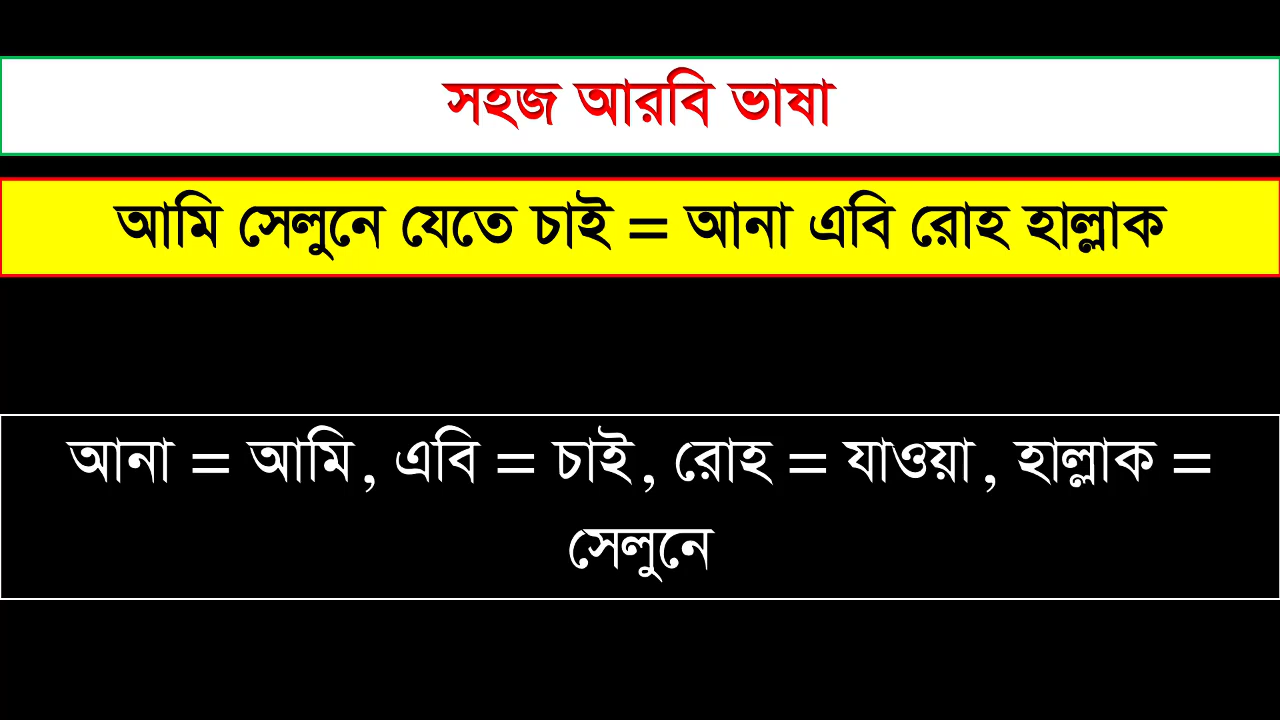 সহজ আরবি ভাষা
আমি সেলুনে যেতে চাই = আনা এবি রোহ হাল্লাক
আনা = আমি, এবি = চাই, রোহ = যাওয়া, হাল্লাক =
সেলুনে